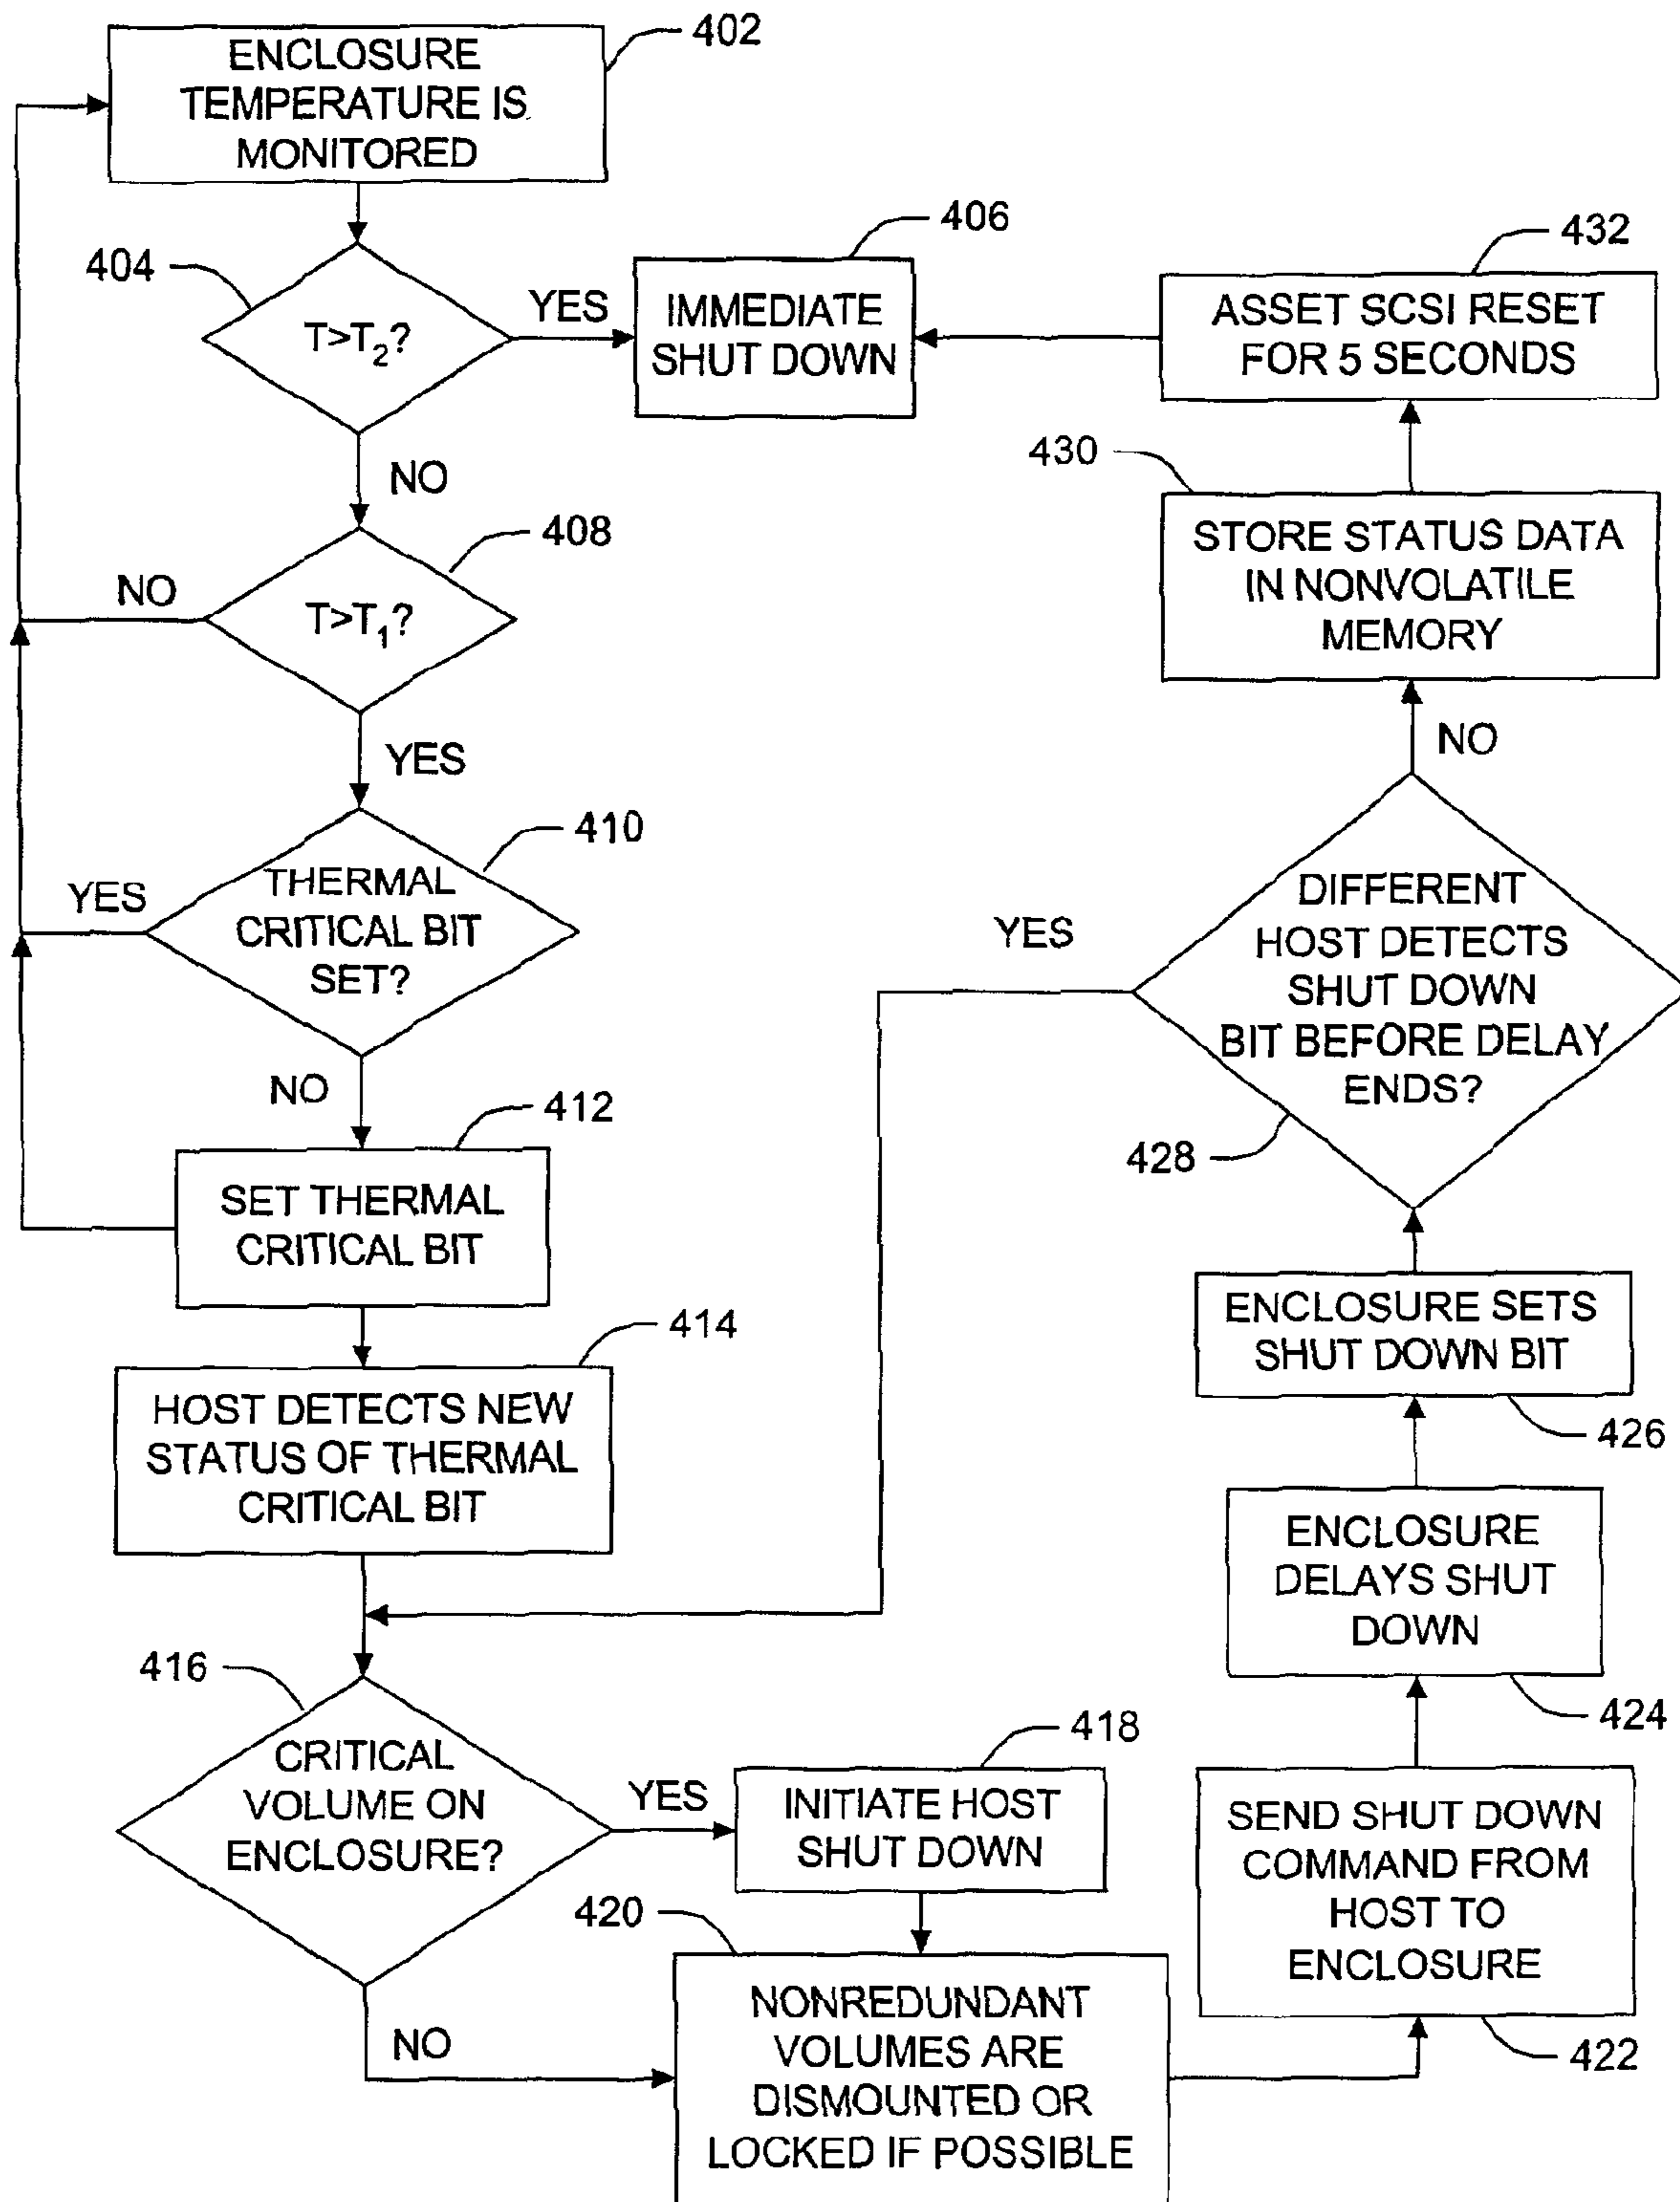 402
ENCLOSURE
TEMPERATURE IS
MONITORED
404
T>T2?
YES
406
IMMEDIATE
SHUT DOWN
432
ASSET SCSI RESET
FOR 5 SECONDS
NO
408
T>T1?
NO
YES
430
STORE STATUS DATA
IN NONVOLATILE
MEMORY
NO
410
THERMAL
CRITICAL BIT
SET?
YES
NO
DIFFERENT
HOST DETECTS
SHUT DOWN
BIT BEFORE DELAY
ENDS?
YES
428
412
SET THERMAL
CRITICAL BIT
414
HOST DETECTS NEW
STATUS OF THERMAL
CRITICAL BIT
ENCLOSURE SETS
SHUT DOWN BIT
426
ENCLOSURE
DELAYS SHUT
DOWN
424
416
CRITICAL
VOLUME ON
ENCLOSURE?
YES
418
INITIATE HOST
SHUT DOWN
SEND SHUT DOWN
COMMAND FROM
HOST TO
ENCLOSURE
422
NO
420
NONREDUNDANT
VOLUMES ARE
DISMOUNTED OR
LOCKED IF POSSIBLE